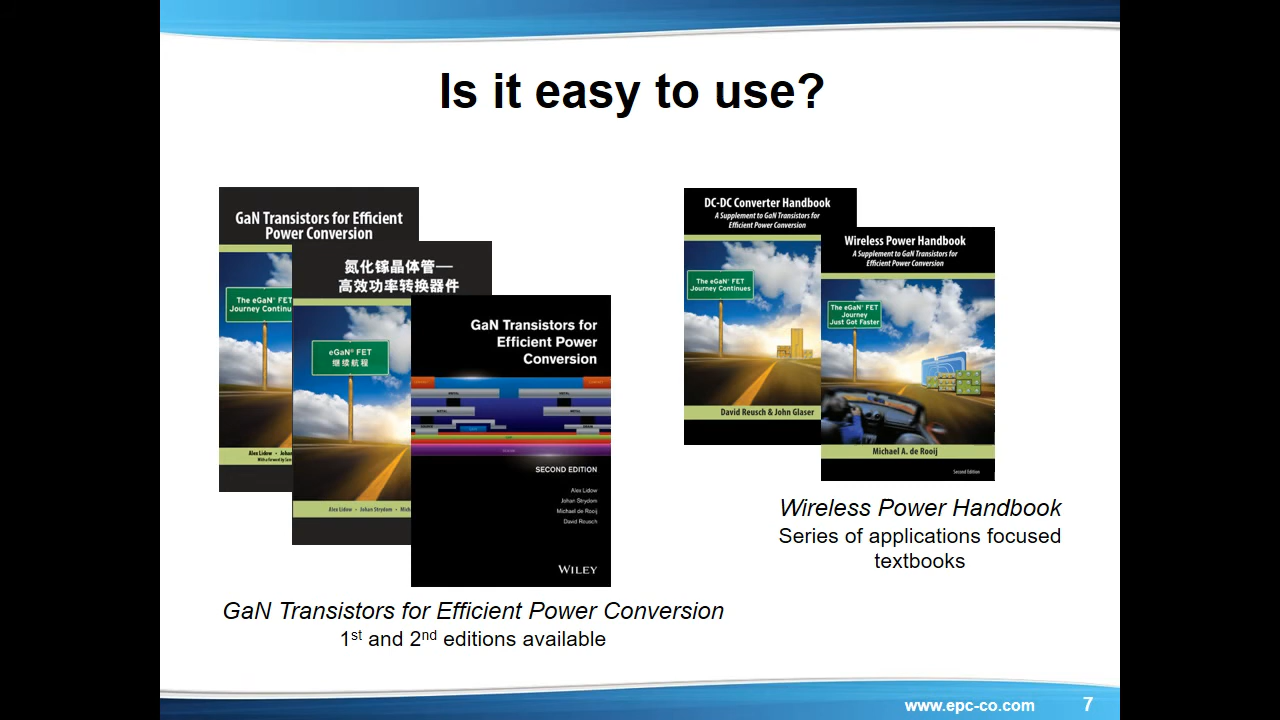 Is it easy to use?
GaN Transistors for Efficient
Power Conversion
The eGaN® FET
Journey Continu
Alex Lidow • Joha
氮化镓晶体管—
高效功率转换器件
eGaN® FET
继续航程
Alex Lidow • Johan Strydom • Mich
GaN Transistors for
Efficient Power
Conversion
SECOND EDITION
Alex Lidow
Johan Strydom
Michael de Rooij
David Reusch
WILEY
GaN Transistors for Efficient Power Conversion
1st and 2nd editions available
DC-DC Converter Handbook
A Supplement to GaN Transistors for
Efficient Power Conversion
The eGaN® FET
Journey Continues
David Reusch & John Glaser
Wireless Power Handbook
A Supplement to GaN Transistors for
Efficient Power Conversion
The eGaN® FET
Journey
Just Got Faster
Michael A. de Rooij
Second Edition
Wireless Power Handbook
Series of applications focused
textbooks
www.epc-co.com
7